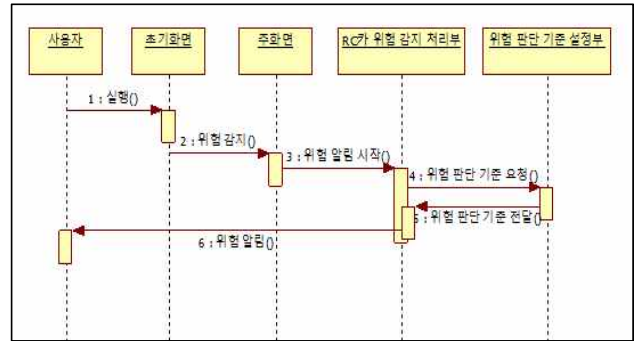 사용자
초기화면
주화면
RC카 위험 감지 처리부
위험 판단 기준 설정부
1 : 실행()
2 : 위험 감지()
3 : 위험 알림 시작()
4 : 위험 판단 기준 요청()
5 : 위험 판단 기준 전달()
6 : 위험 알림()